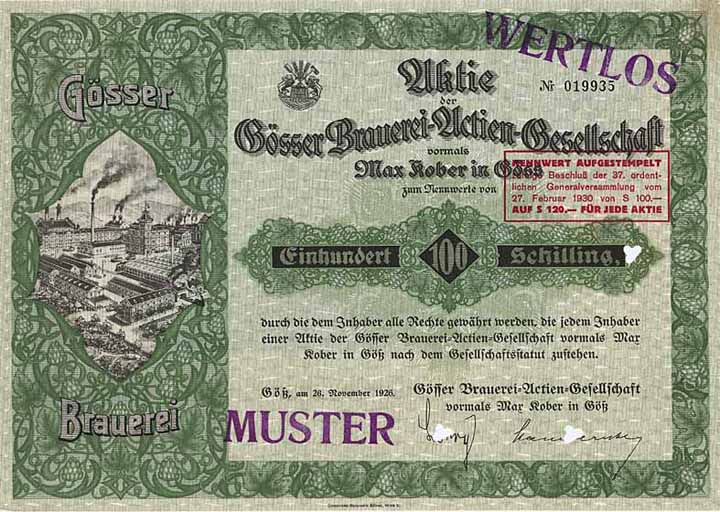 Gösser
Brauerei
WERTLOS
Aktie
№ 019935
der
Gösser Brauerei-Actien-Gesellschaft
vormals
Max Kober in Göss
zum Nennwerte von
NENNWERT AUFGESTEMPELT
Beschluß der 37. ordent-
lichen Generalversammlung vom
27. Februar 1930 von S 100.—
AUF S 120.— FÜR JEDE AKTIE
Einhundert 100 Schilling,
durch die dem Inhaber alle Rechte gewährt werden, die jedem Inhaber
einer Aktie der Gösser Brauerei-Actien-Gesellschaft vormals Max
Kober in Göß nach dem Gesellschaftsstatut zustehen.
Göß, am 26. November 1926.
Gösser Brauerei-Actien-Gesellschaft
vormals Max Kober in Göß
MUSTER